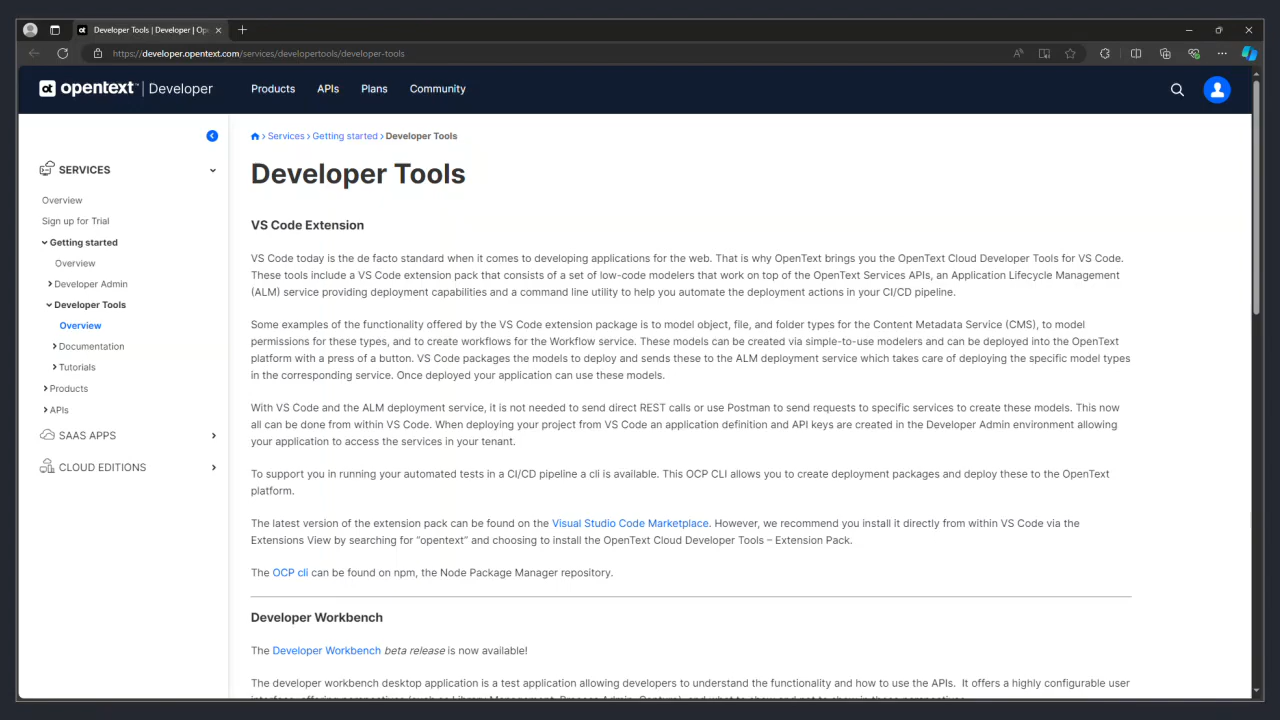 Developer Tools | Developer | Op
https://developer.opentext.com/services/developertools/developer-tools
opentext™ | Developer
Products
APIs
Plans
Community
SERVICES
Overview
Sign up for Trial
Getting started
Overview
Developer Admin
Developer Tools
Overview
Documentation
Tutorials
Products
APIs
SAAS APPS
CLOUD EDITIONS
Services › Getting started › Developer Tools
Developer Tools
VS Code Extension
VS Code today is the de facto standard when it comes to developing applications for the web. That is why OpenText brings you the OpenText Cloud Developer Tools for VS Code.
These tools include a VS Code extension pack that consists of a set of low-code modelers that work on top of the OpenText Services APIs, an Application Lifecycle Management
(ALM) service providing deployment capabilities and a command line utility to help you automate the deployment actions in your CI/CD pipeline.
Some examples of the functionality offered by the VS Code extension package is to model object, file, and folder types for the Content Metadata Service (CMS), to model
permissions for these types, and to create workflows for the Workflow service. These models can be created via simple-to-use modelers and can be deployed into the OpenText
platform with a press of a button. VS Code packages the models to deploy and sends these to the ALM deployment service which takes care of deploying the specific model types
in the corresponding service. Once deployed your application can use these models.
With VS Code and the ALM deployment service, it is not needed to send direct REST calls or use Postman to send requests to specific services to create these models. This now
all can be done from within VS Code. When deploying your project from VS Code an application definition and API keys are created in the Developer Admin environment allowing
your application to access the services in your tenant.
To support you in running your automated tests in a CI/CD pipeline a cli is available. This OCP CLI allows you to create deployment packages and deploy these to the OpenText
platform.
The latest version of the extension pack can be found on the Visual Studio Code Marketplace. However, we recommend you install it directly from within VS Code via the
Extensions View by searching for “opentext” and choosing to install the OpenText Cloud Developer Tools – Extension Pack.
The OCP cli can be found on npm, the Node Package Manager repository.
Developer Workbench
The Developer Workbench beta release is now available!
The developer workbench desktop application is a test application allowing developers to understand the functionality and how to use the APIs. It offers a highly configurable user
interface, offering perspectives (such as Library Management, Process Admin, Capture), and what to show and not to show in these perspectives.